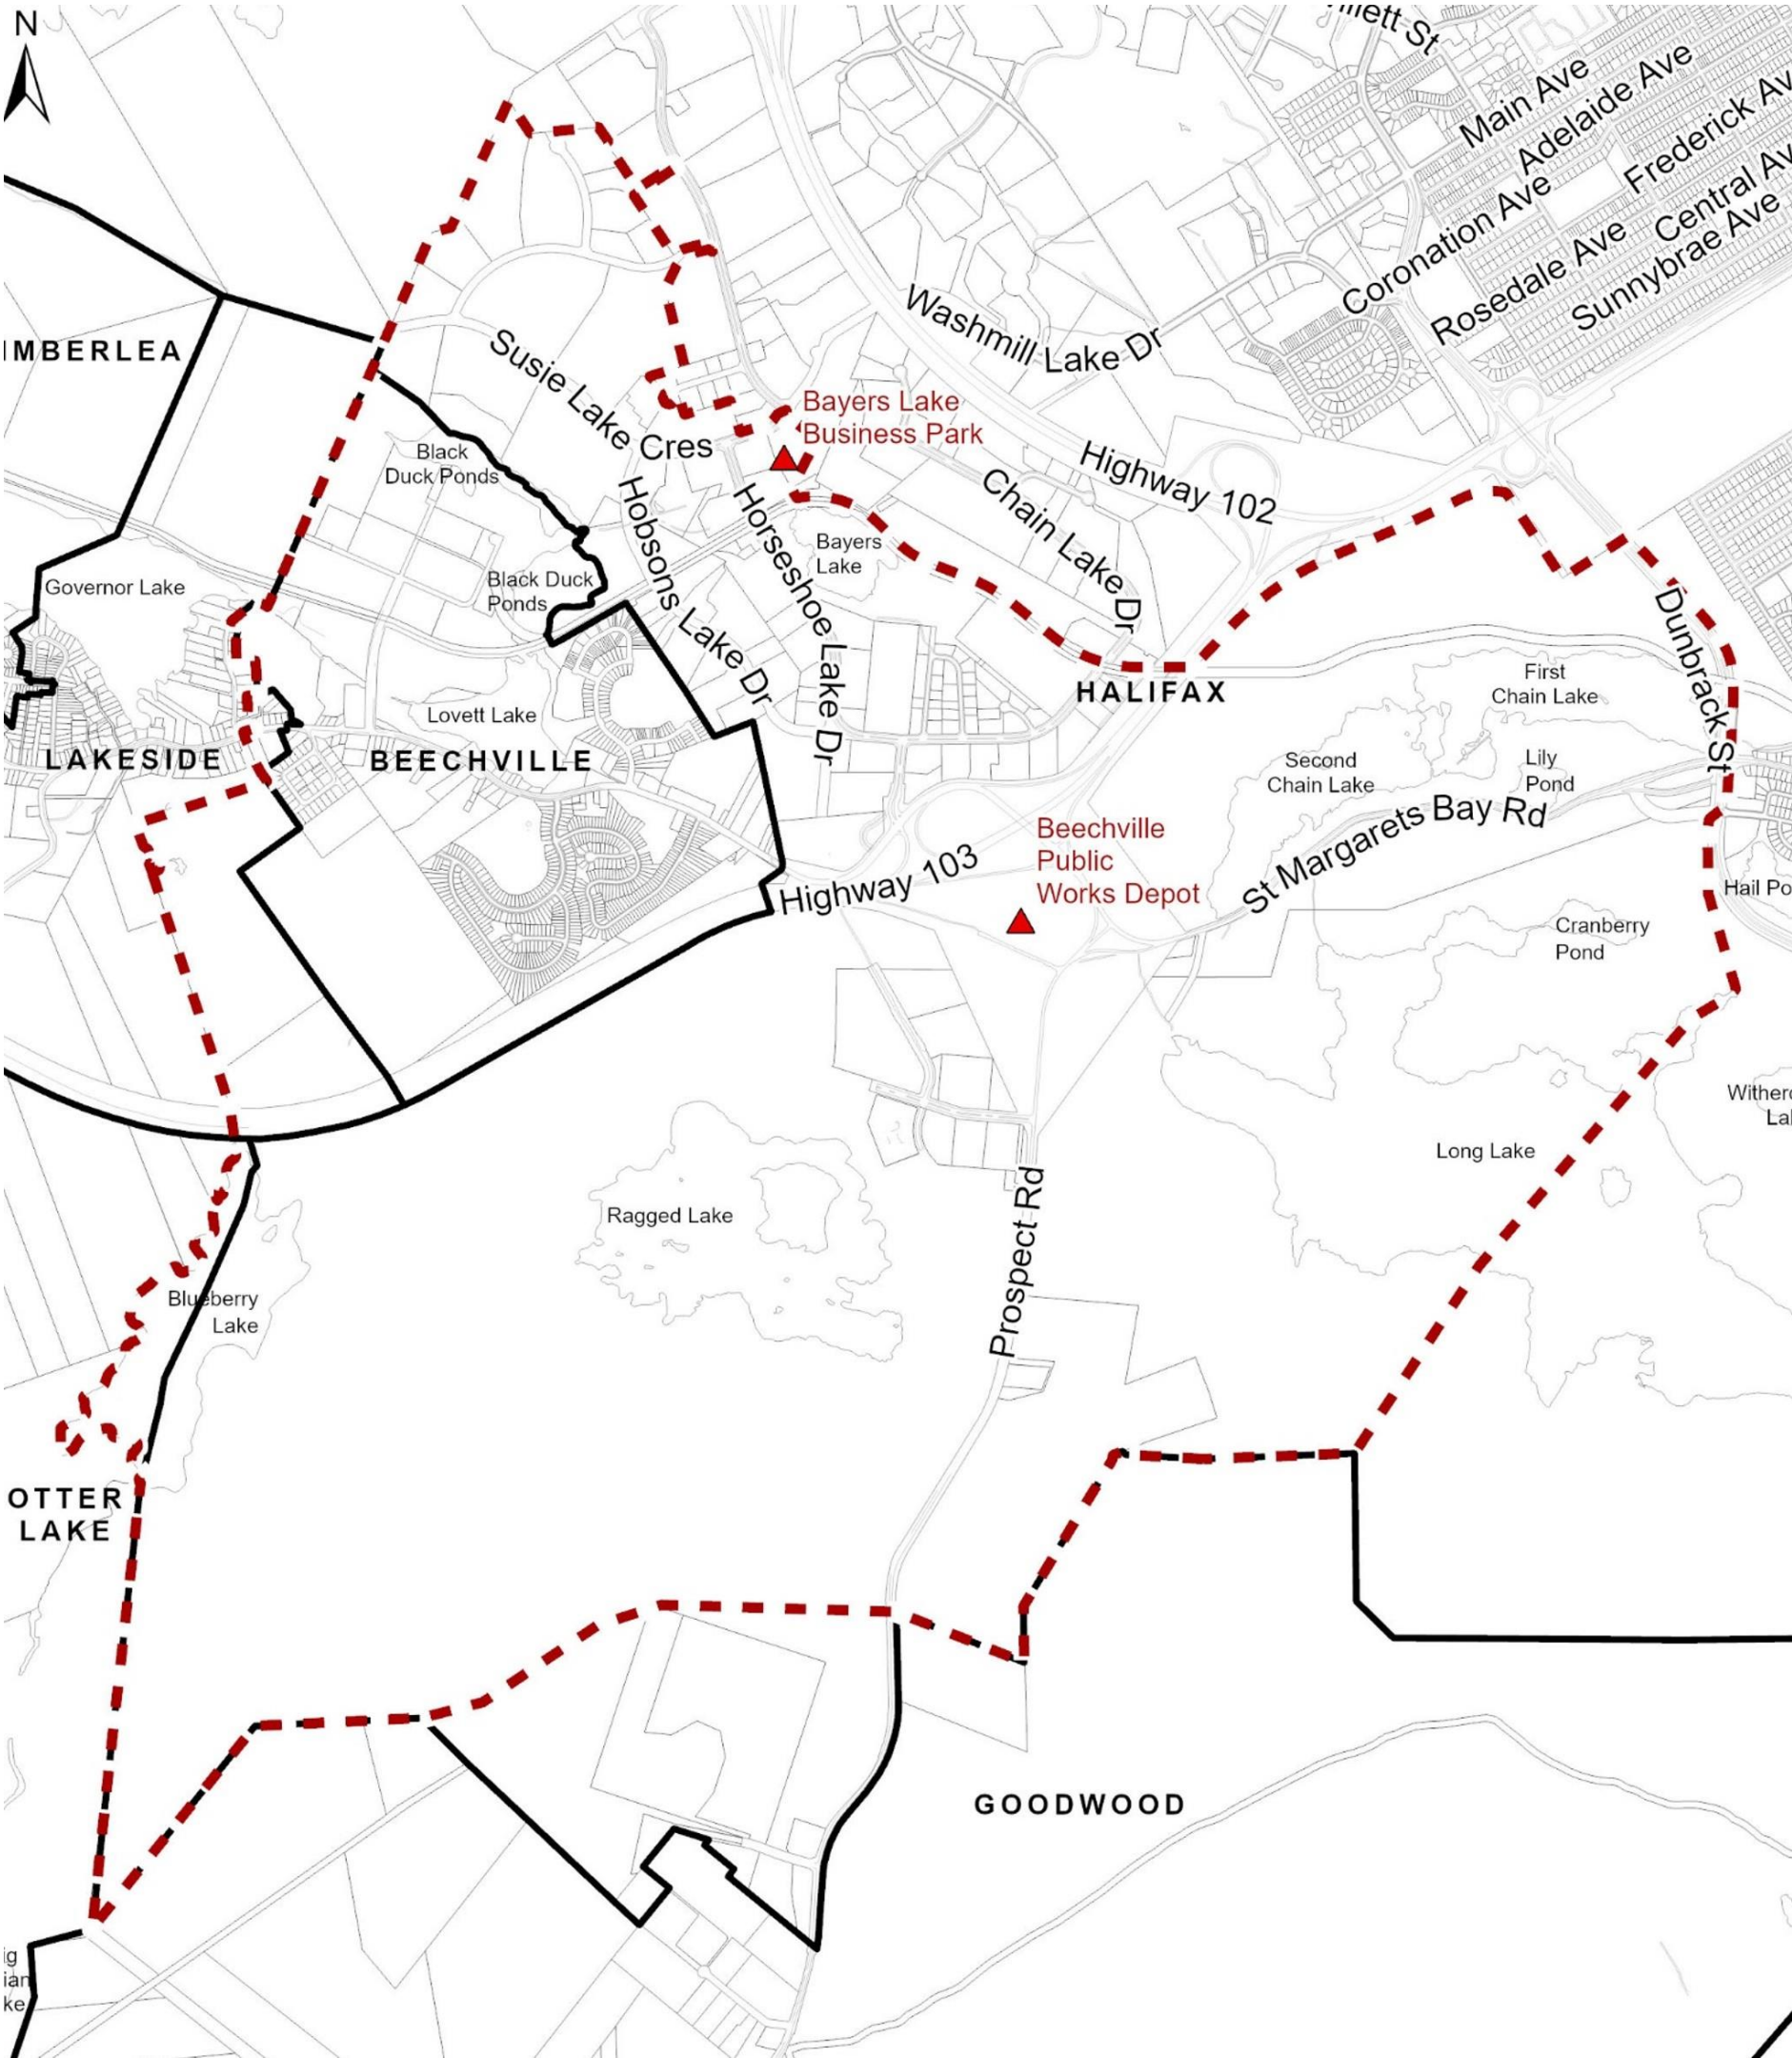 N
Main Ave
Adelaide Ave
Frederick Av
Central Av
Coronation Ave
Rosedale Ave
Sunnybrae Ave
Washmill Lake Dr
Susie Lake Cres
Bayers Lake
Business Park
Black
Duck Ponds
Highway 102
Chain Lake Dr
Hobsons Lake Dr
Horseshoe Lake Dr
Bayers
Lake
Governor Lake
Black Duck
Ponds
Dunbrack St
HALIFAX
First
Chain Lake
Lovett Lake
LAKESIDE
BEECHVILLE
Second
Chain Lake
Lily
Pond
St Margarets Bay Rd
Beechville
Public
Works Depot
Highway 103
Hail Po
Cranberry
Pond
Long Lake
Ragged Lake
Prospect Rd
Blueberry
Lake
OTTER
LAKE
GOODWOOD